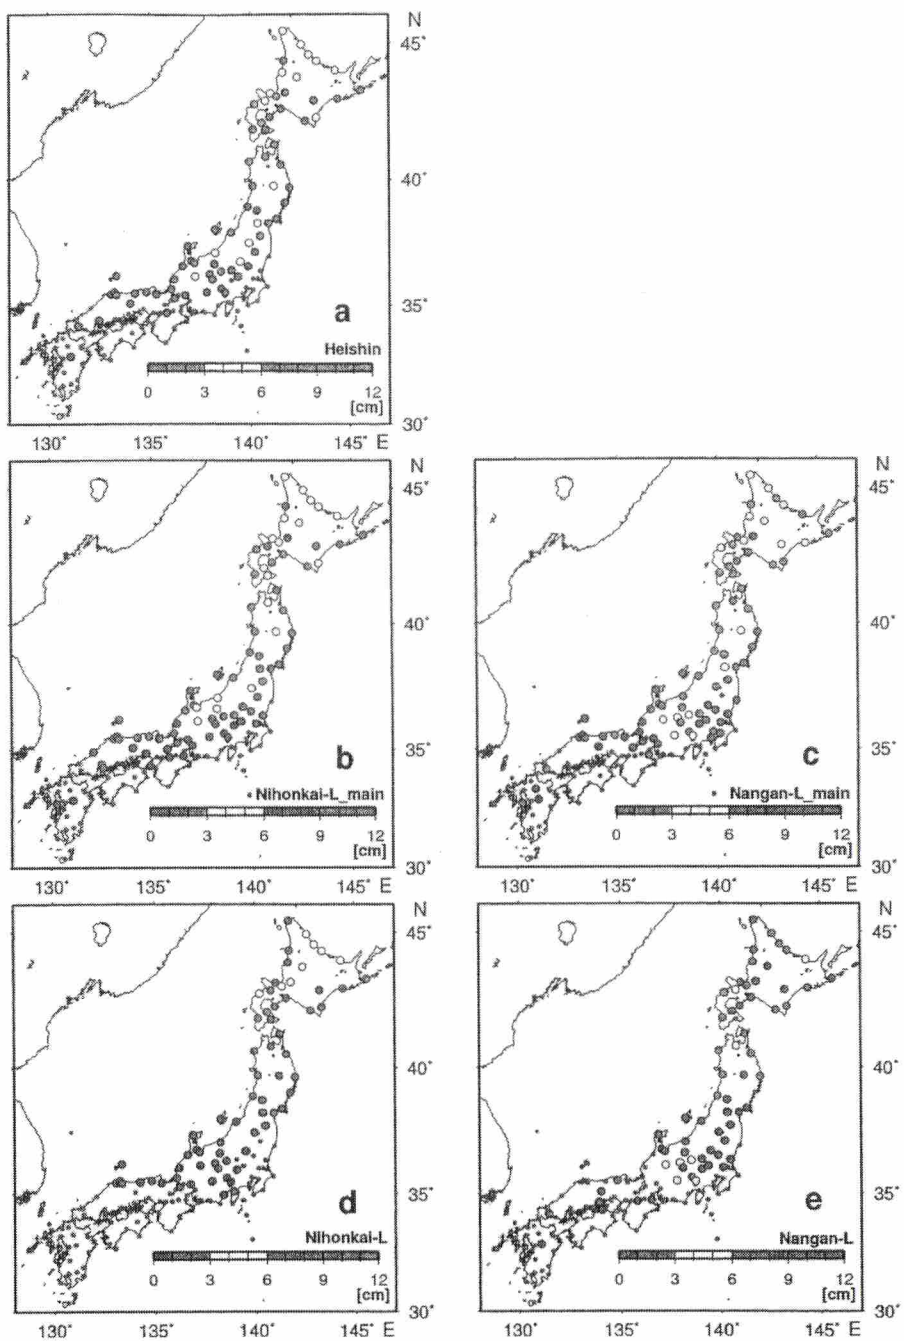 N
45°
40°
35°
a
Heishin
0 3 6 9 12
[cm]
30°
130° 135° 140° 145° E
N N
45° 45°
40° 40°
35° 35°
b c
Nihonkai-L_main Nangan-L_main
0 3 6 9 12 0 3 6 9 12
[cm] [cm]
30° 30°
130° 135° 140° 145° E 130° 135° 140° 145° E
N N
45° 45°
40° 40°
35° 35°
d e
Nihonkai-L Nangan-L
0 3 6 9 12 0 3 6 9 12
[cm] [cm]
30° 30°
130° 135° 140° 145° E 130° 135° 140° 145° E